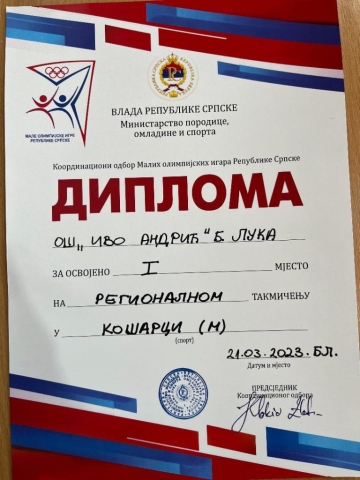 МАЛЕ ОЛИМПИЈСКЕ ИГРЕ
РЕПУБЛИКЕ СРПСКЕ
ВЛАДА РЕПУБЛИКЕ СРПСКЕ
Министарство породице,
омладине и спорта
Координациони одбор Малих олимпијских игара Републике Српске
ДИПЛОМА
ОШ „ИВО АНДРИЋ“ Б. ЛУКА
ЗА ОСВОЈЕНО I МЈЕСТО
НА РЕГИОНАЛНОМ ТАКМИЧЕЊУ
У КОШАРЦИ (М)
(спорт)
21.03.2023. БЛ.
Датум и мјесто
ПРЕДСЈЕДНИК
Координационог одбора